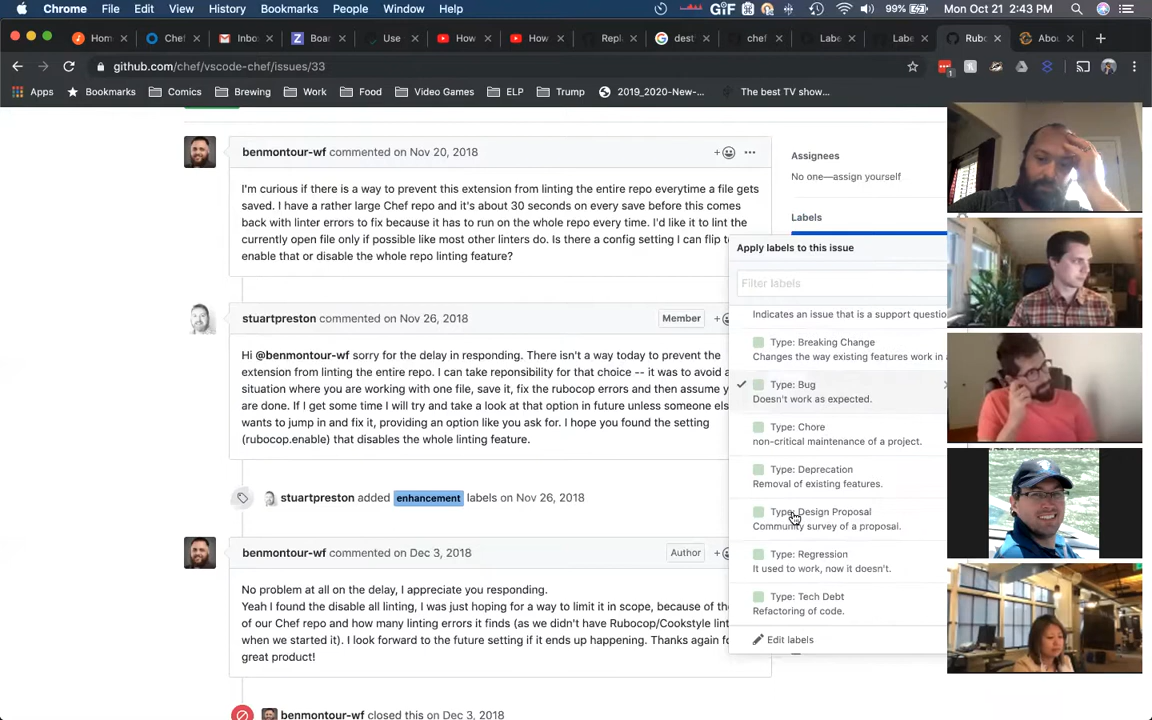 Chrome File Edit View History Bookmarks People Window Help GIF 99% Mon Oct 21 2:43 PM
Hom Chef Inbo Boar Use How How Repl dest chef Labe Labe Rubo Abou
github.com/chef/vscode-chef/issues/33
Apps Bookmarks Comics Brewing Work Food Video Games ELP Trump 2019_2020-New-... The best TV show...
benmontour-wf commented on Nov 20, 2018
I'm curious if there is a way to prevent this extension from linting the entire repo everytime a file gets
saved. I have a rather large Chef repo and it's about 30 seconds on every save before this comes
back with linter errors to fix because it has to run on the whole repo every time. I'd like it to lint the
currently open file only if possible like most other linters do. Is there a config setting I can flip t
enable that or disable the whole repo linting feature?
stuartpreston commented on Nov 26, 2018
Member
Hi @benmontour-wf sorry for the delay in responding. There isn't a way today to prevent the
extension from linting the entire repo. I can take reponsibility for that choice -- it was to avoid a
situation where you are working with one file, save it, fix the rubocop errors and then assume y
are done. If I get some time I will try and take a look at that option in future unless someone els
wants to jump in and fix it, providing an option like you ask for. I hope you found the setting
(rubocop.enable) that disables the whole linting feature.
stuartpreston added enhancement labels on Nov 26, 2018
benmontour-wf commented on Dec 3, 2018
Author
No problem at all on the delay, I appreciate you responding.
Yeah I found the disable all linting, I was just hoping for a way to limit it in scope, because of the
of our Chef repo and how many linting errors it finds (as we didn't have Rubocop/Cookstyle lint
when we started it). I look forward to the future setting if it ends up happening. Thanks again f
great product!
benmontour-wf closed this on Dec 3, 2018
Assignees
No one—assign yourself
Labels
Apply labels to this issue
Filter labels
Indicates an issue that is a support questio
Type: Breaking Change
Changes the way existing features work in a
Type: Bug
Doesn't work as expected.
Type: Chore
non-critical maintenance of a project.
Type: Deprecation
Removal of existing features.
Type: Design Proposal
Community survey of a proposal.
Type: Regression
It used to work, now it doesn't.
Type: Tech Debt
Refactoring of code.
Edit labels